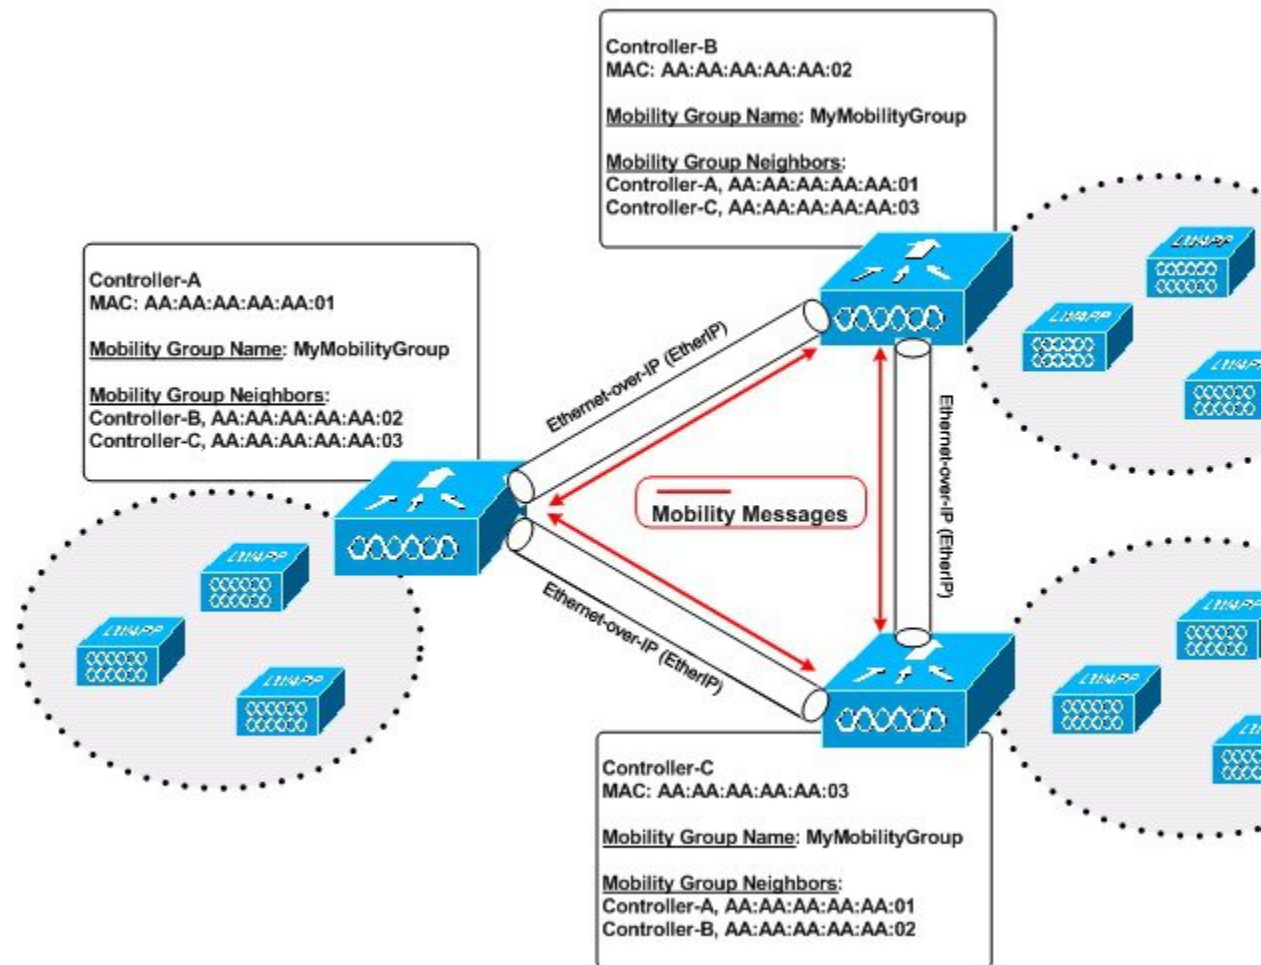 Controller-B
MAC: AA:AA:AA:AA:AA:02
Mobility Group Name: MyMobilityGroup
Mobility Group Neighbors:
Controller-A, AA:AA:AA:AA:AA:01
Controller-C, AA:AA:AA:AA:AA:03
Controller-A
MAC: AA:AA:AA:AA:AA:01
Mobility Group Name: MyMobilityGroup
Mobility Group Neighbors:
Controller-B, AA:AA:AA:AA:AA:02
Controller-C, AA:AA:AA:AA:AA:03
LWAPP
LWAPP
LWAPP
Ethernet-over-IP (EtherIP)
Ethernet-over-IP (EtherIP)
Mobility Messages
Ethernet-over-IP (EtherIP)
LWAPP
LWAPP
LWAPP
LWAPP
LWAPP
Controller-C
MAC: AA:AA:AA:AA:AA:03
Mobility Group Name: MyMobilityGroup
Mobility Group Neighbors:
Controller-A, AA:AA:AA:AA:AA:01
Controller-B, AA:AA:AA:AA:AA:02